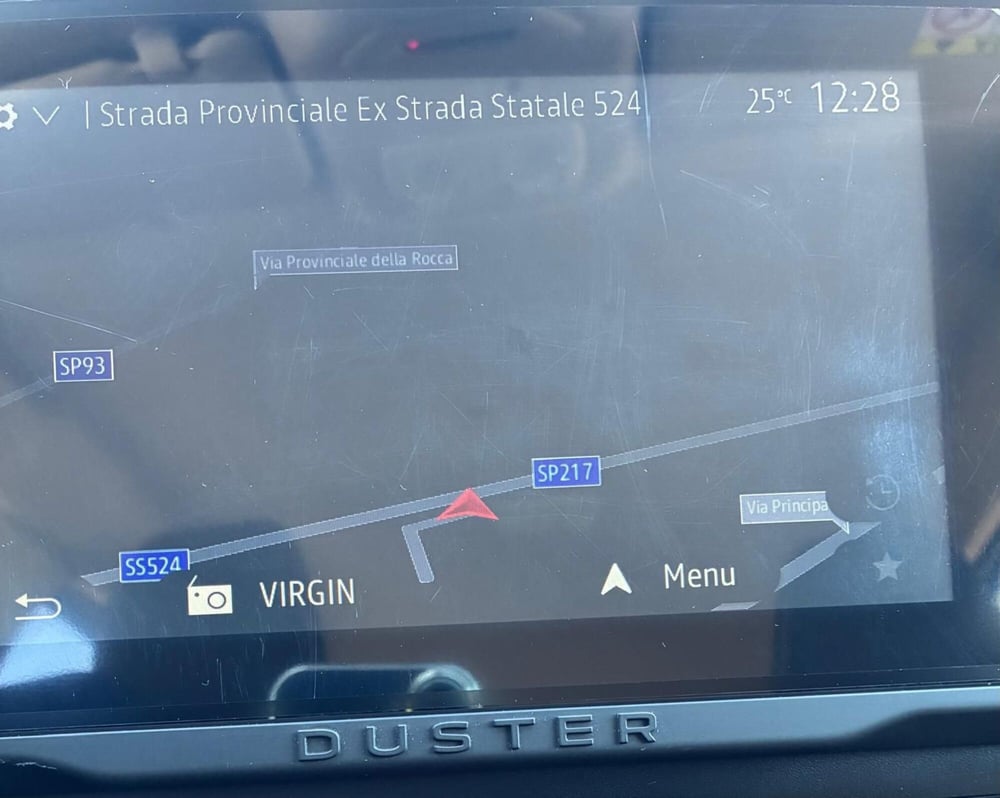 | Strada Provinciale Ex Strada Statale 524
25°C 12:28
Via Provinciale della Rocca
SP93
SP217
Via Principa
SS524
VIRGIN
Menu
DUSTER